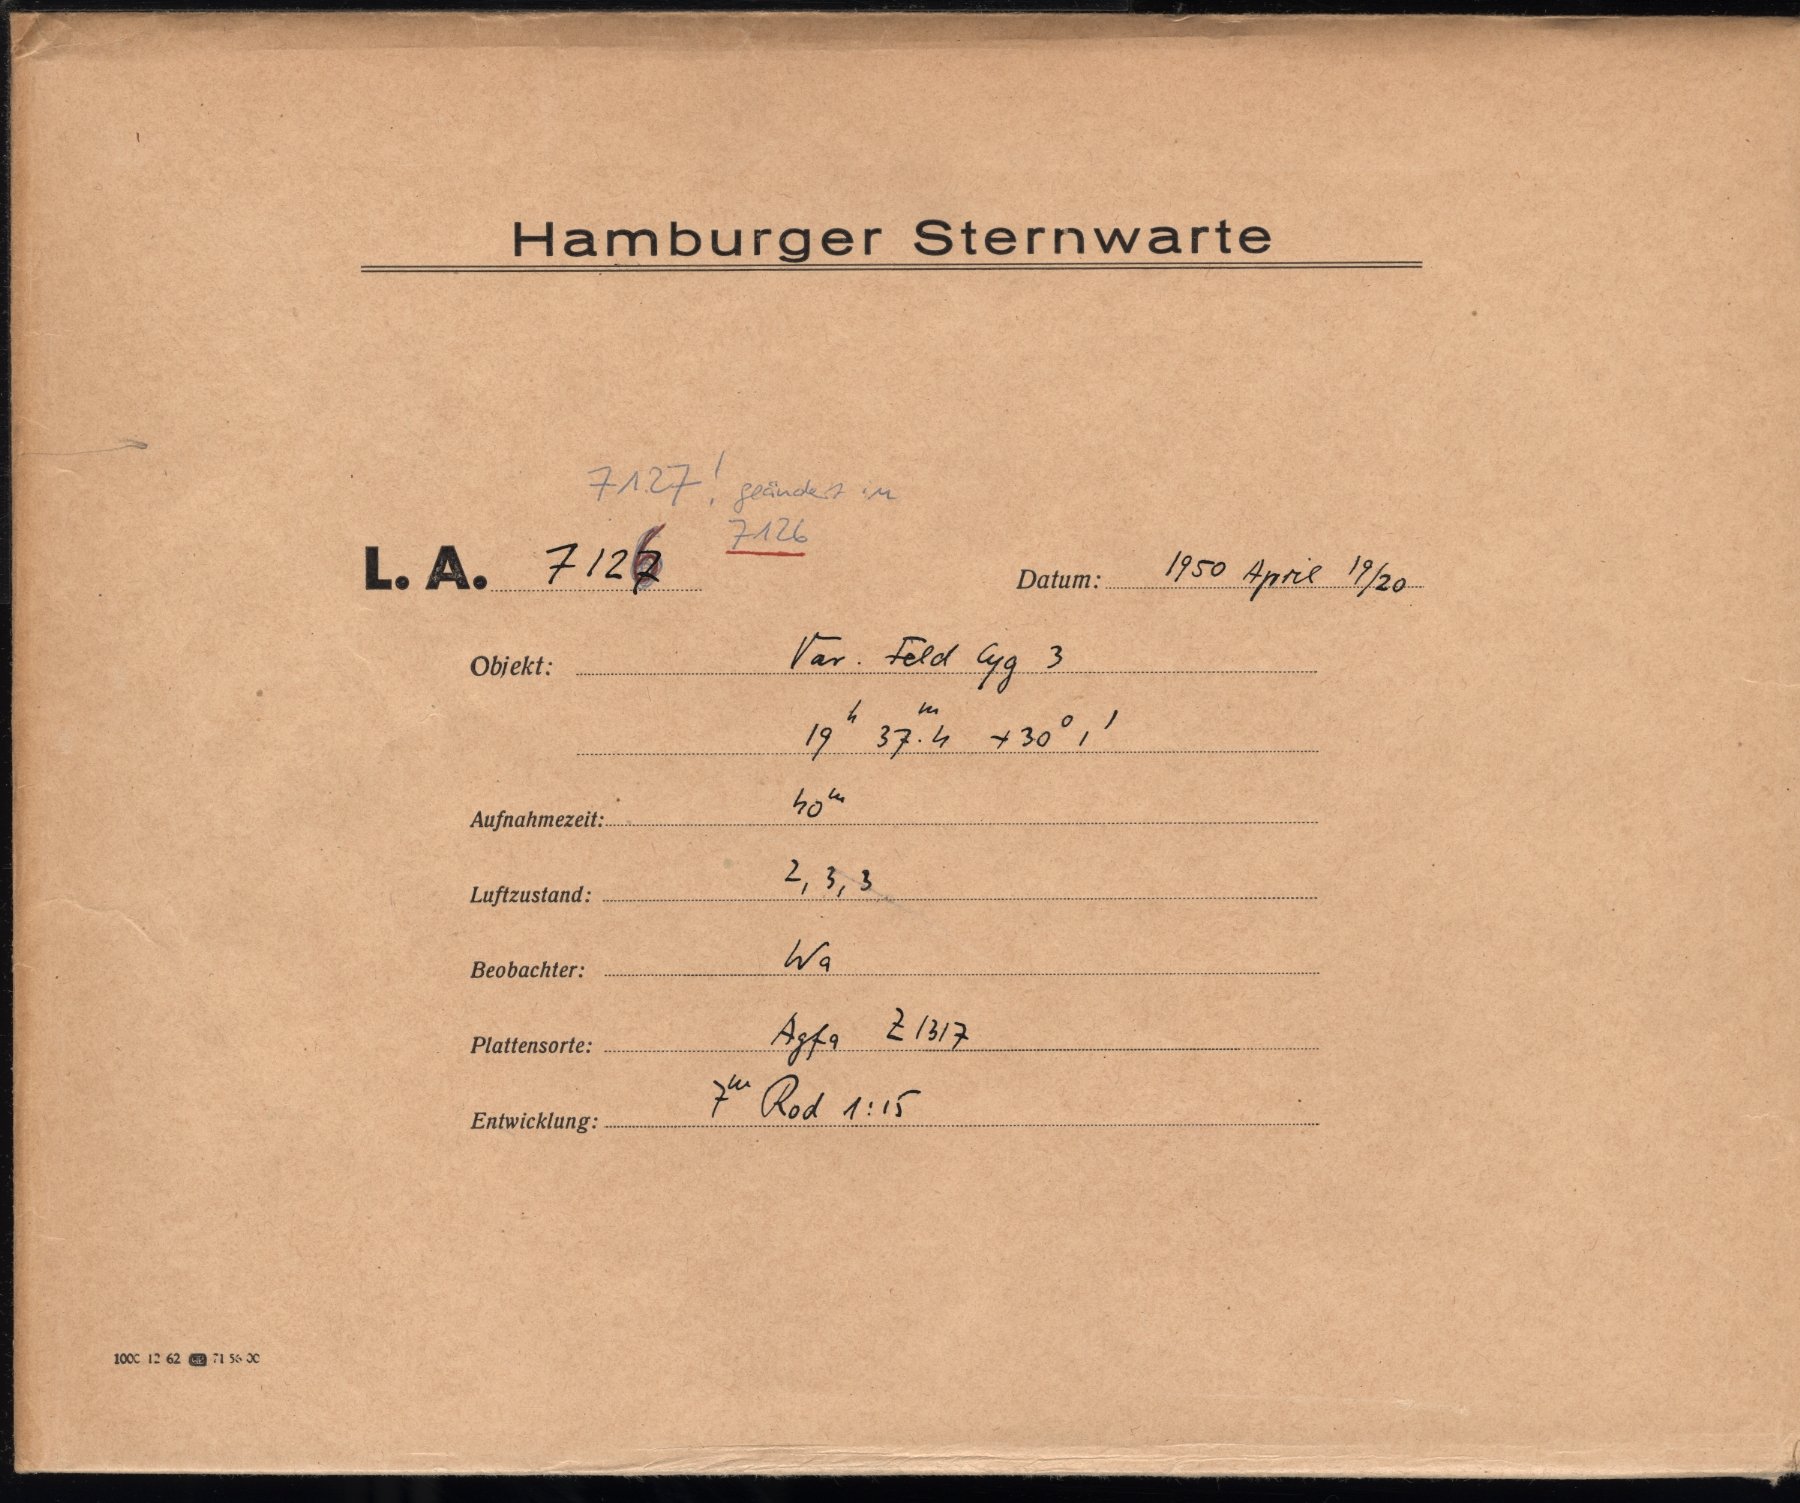 Hamburger Sternwarte
7127! geändert in
7126
L. A. 7126
Datum: 1950 April 19/20
Objekt: Var. Feld Cyg 3
19h 37m.4 +30° 1'
Aufnahmezeit: 40m
Luftzustand: 2, 3, 3
Beobachter: Wa
Plattensorte: Agfa Z 1317
Entwicklung: 7m Rod 1:15
1000 12 62 71 56 00